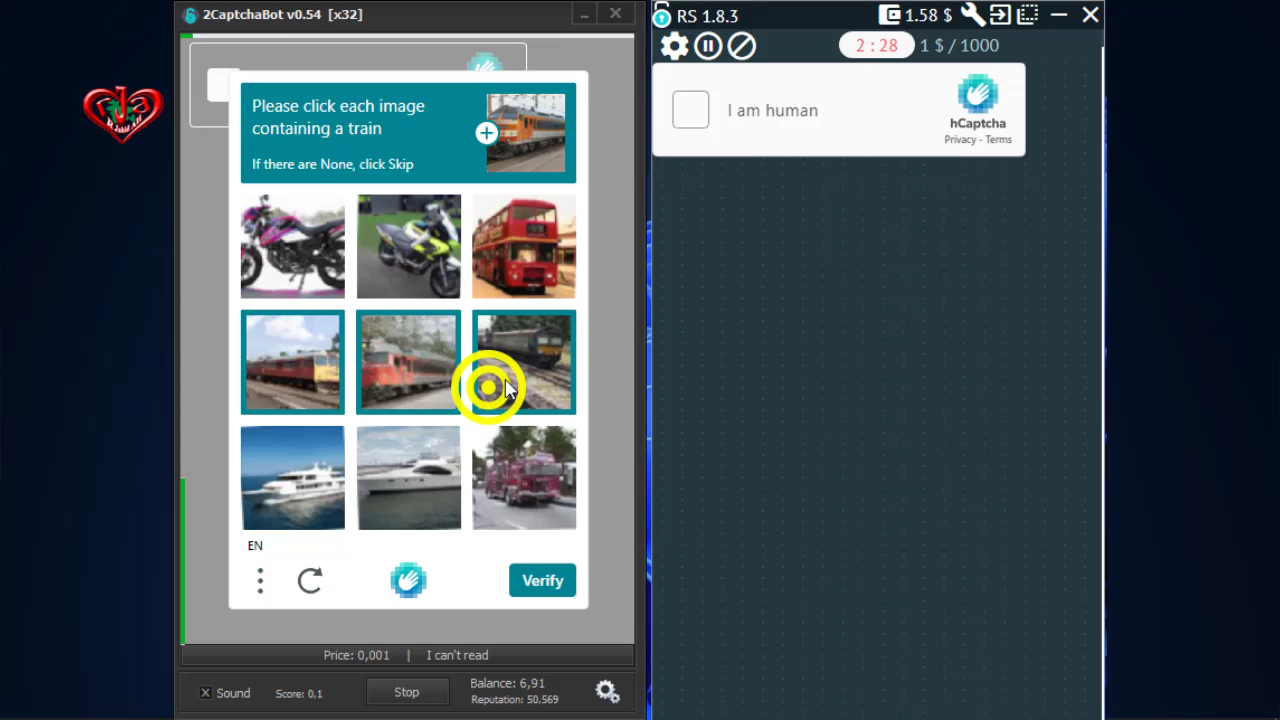 2CaptchaBot v0.54 [x32]
Please click each image
containing a train
If there are None, click Skip
EN
Verify
Price: 0,001 | I can't read
Sound
Score: 0,1
Stop
Balance: 6,91
Reputation: 50,569
RS 1.8.3
1.58 $
2 : 28
1 $ / 1000
I am human
hCaptcha
Privacy - Terms